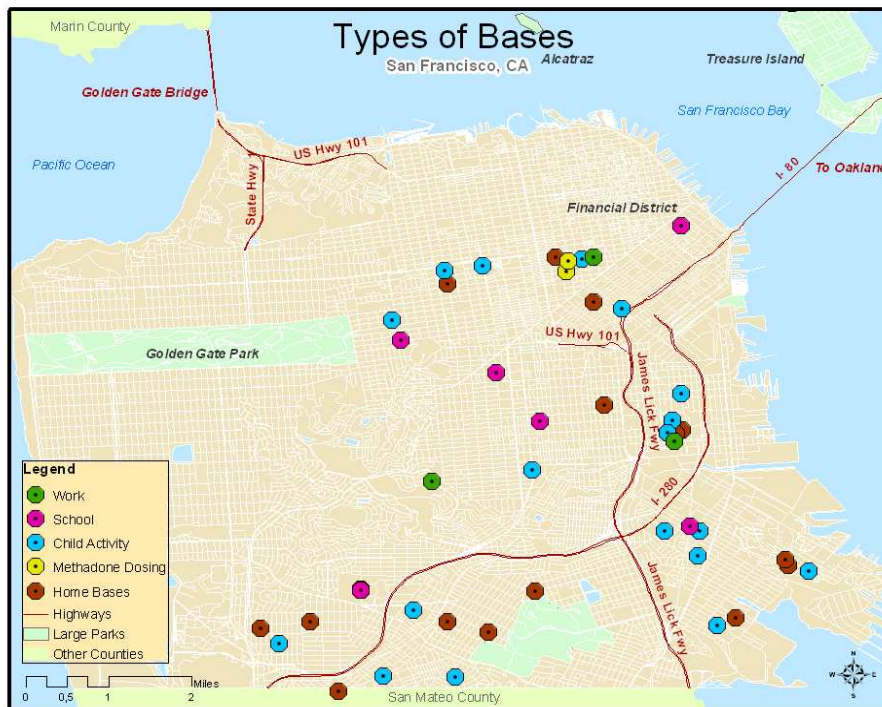 Marin County
Types of Bases
San Francisco, CA
Alcatraz
Treasure Island
Golden Gate Bridge
San Francisco Bay
Pacific Ocean
US Hwy 101
State Hwy 1
I- 80
To Oakland
Financial District
US Hwy 101
Golden Gate Park
James Lick Fwy
I- 280
James Lick Fwy
Legend
Work
School
Child Activity
Methadone Dosing
Home Bases
Highways
Large Parks
Other Counties
Miles
0 0,5 1 2
San Mateo County
N
W E
S